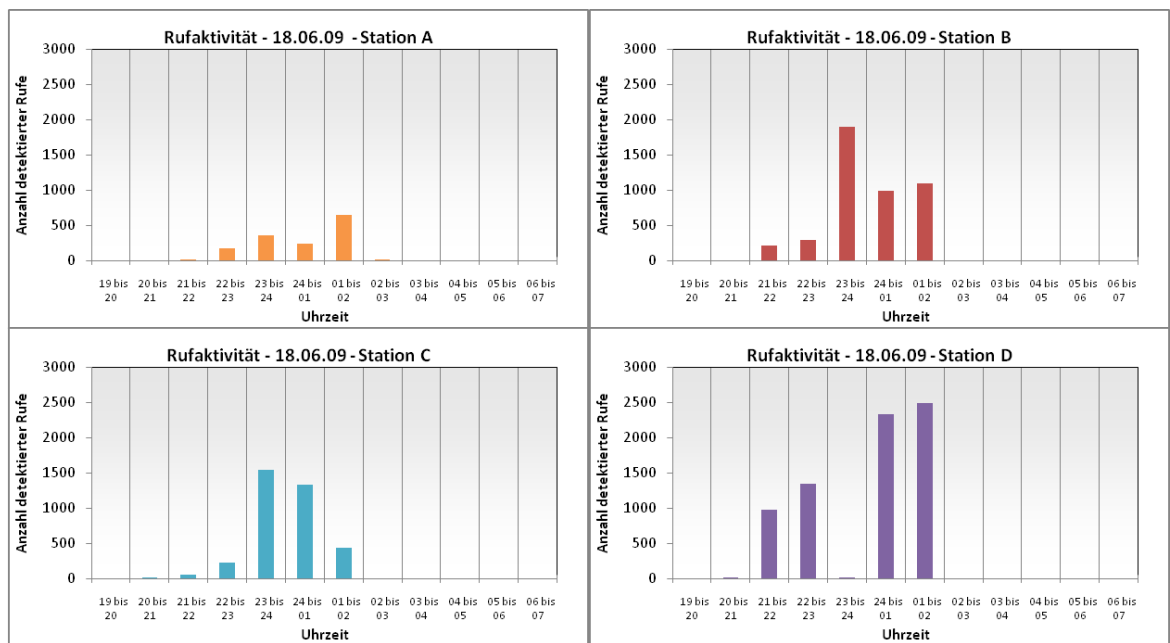 Rufaktivität - 18.06.09 - Station A
Anzahl detektierter Rufe
3000
2500
2000
1500
1000
500
0
19 bis 20 bis 21 bis 22 bis 23 bis 24 bis 01 bis 02 bis 03 bis 04 bis 05 bis 06 bis
20 21 22 23 24 01 02 03 04 05 06 07
Uhrzeit
Rufaktivität - 18.06.09 - Station B
Anzahl detektierter Rufe
3000
2500
2000
1500
1000
500
0
19 bis 20 bis 21 bis 22 bis 23 bis 24 bis 01 bis 02 bis 03 bis 04 bis 05 bis 06 bis
20 21 22 23 24 01 02 03 04 05 06 07
Uhrzeit
Rufaktivität - 18.06.09 - Station C
Anzahl detektierter Rufe
3000
2500
2000
1500
1000
500
0
19 bis 20 bis 21 bis 22 bis 23 bis 24 bis 01 bis 02 bis 03 bis 04 bis 05 bis 06 bis
20 21 22 23 24 01 02 03 04 05 06 07
Uhrzeit
Rufaktivität - 18.06.09 - Station D
Anzahl detektierter Rufe
3000
2500
2000
1500
1000
500
0
19 bis 20 bis 21 bis 22 bis 23 bis 24 bis 01 bis 02 bis 03 bis 04 bis 05 bis 06 bis
20 21 22 23 24 01 02 03 04 05 06 07
Uhrzeit